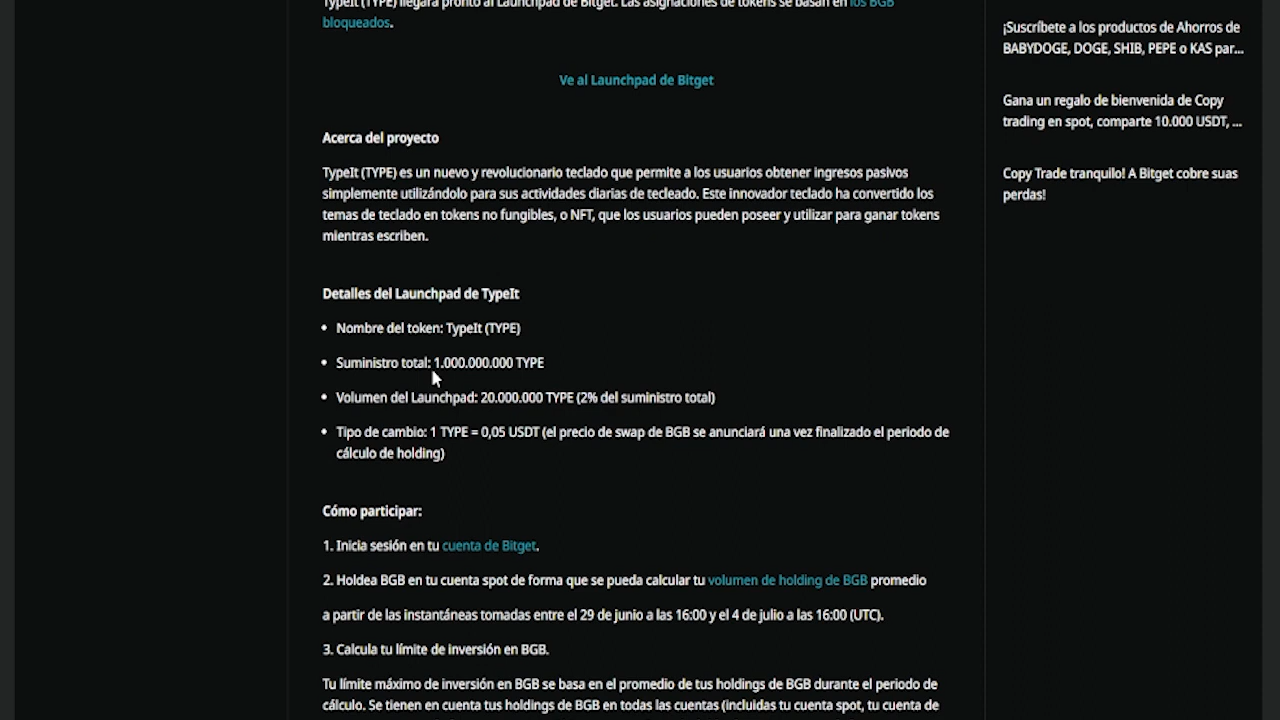 TypeIt (TYPE) llegará pronto al Launchpad de Bitget. Las asignaciones de tokens se basan en los BGB
bloqueados.
Ve al Launchpad de Bitget
Acerca del proyecto
TypeIt (TYPE) es un nuevo y revolucionario teclado que permite a los usuarios obtener ingresos pasivos
simplemente utilizándolo para sus actividades diarias de tecleado. Este innovador teclado ha convertido los
temas de teclado en tokens no fungibles, o NFT, que los usuarios pueden poseer y utilizar para ganar tokens
mientras escriben.
Detalles del Launchpad de TypeIt
• Nombre del token: TypeIt (TYPE)
• Suministro total: 1.000.000.000 TYPE
• Volumen del Launchpad: 20.000.000 TYPE (2% del suministro total)
• Tipo de cambio: 1 TYPE = 0,05 USDT (el precio de swap de BGB se anunciará una vez finalizado el periodo de
cálculo de holding)
Cómo participar:
1. Inicia sesión en tu cuenta de Bitget.
2. Holdea BGB en tu cuenta spot de forma que se pueda calcular tu volumen de holding de BGB promedio
a partir de las instantáneas tomadas entre el 29 de junio a las 16:00 y el 4 de julio a las 16:00 (UTC).
3. Calcula tu límite de inversión en BGB.
Tu límite máximo de inversión en BGB se basa en el promedio de tus holdings de BGB durante el periodo de
cálculo. Se tienen en cuenta tus holdings de BGB en todas las cuentas (incluidas tu cuenta spot, tu cuenta de
¡Suscríbete a los productos de Ahorros de
BABYDOGE, DOGE, SHIB, PEPE o KAS par...
Gana un regalo de bienvenida de Copy
trading en spot, comparte 10.000 USDT, ...
Copy Trade tranquilo! A Bitget cobre suas
perdas!